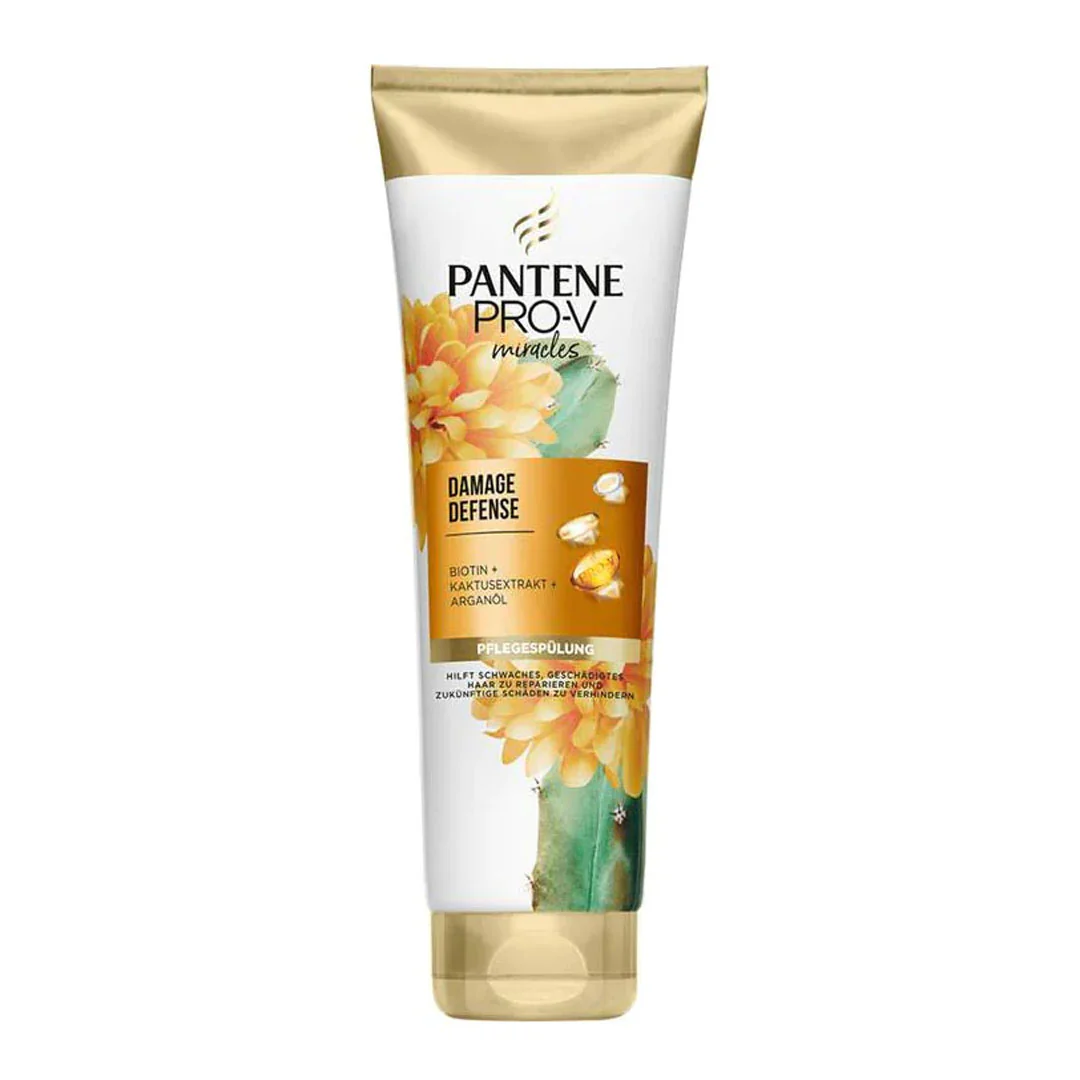 PANTENE
PRO-V
miracles
DAMAGE
DEFENSE
BIOTIN +
KAKTUSEXTRAKT +
ARGANÖL
PRO-V
PFLEGESPÜLUNG
HILFT SCHWACHES, GESCHÄDIGTES
HAAR ZU REPARIEREN UND
ZUKÜNFTIGE SCHÄDEN ZU VERHINDERN